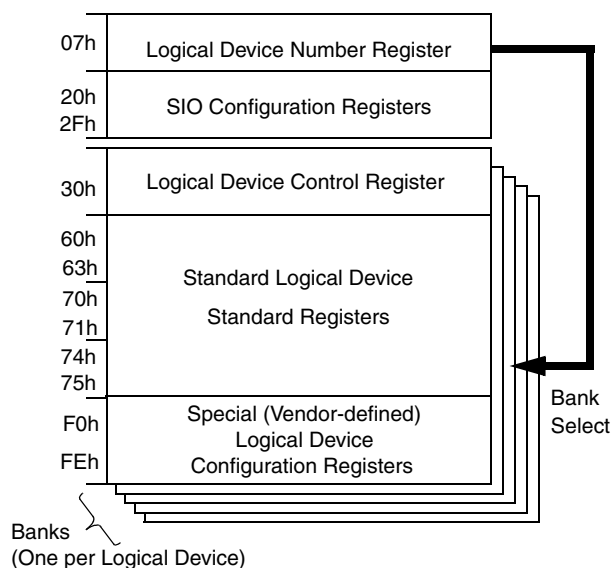 07h
Logical Device Number Register
20h
2Fh
SIO Configuration Registers
30h
Logical Device Control Register
60h
63h
70h
71h
74h
75h
Standard Logical Device
Standard Registers
Bank
Select
F0h
FEh
Special (Vendor-defined)
Logical Device
Configuration Registers
Banks
(One per Logical Device)